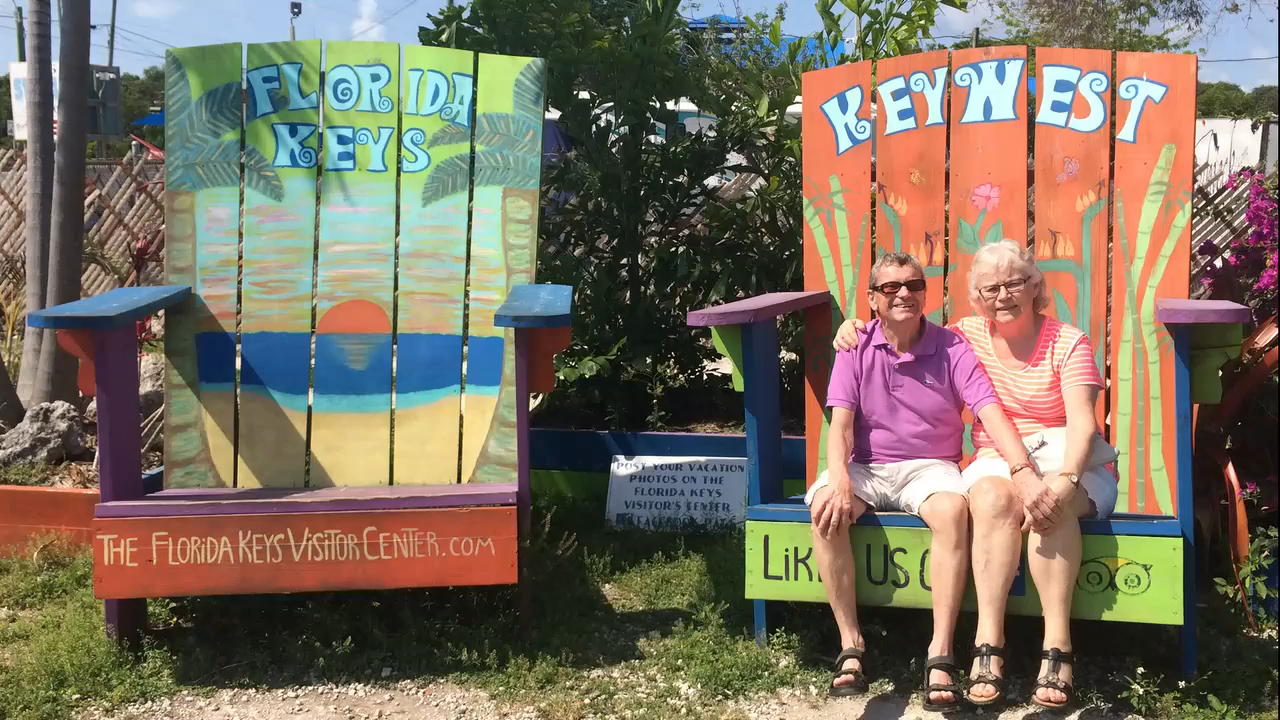 FLORIDA
KEYS
KEY WEST
POST YOUR VACATION
PHOTOS ON THE
FLORIDA KEYS
VISITOR'S CENTER
THE FLORIDA KEYS VISITOR CENTER.COM
LIK US